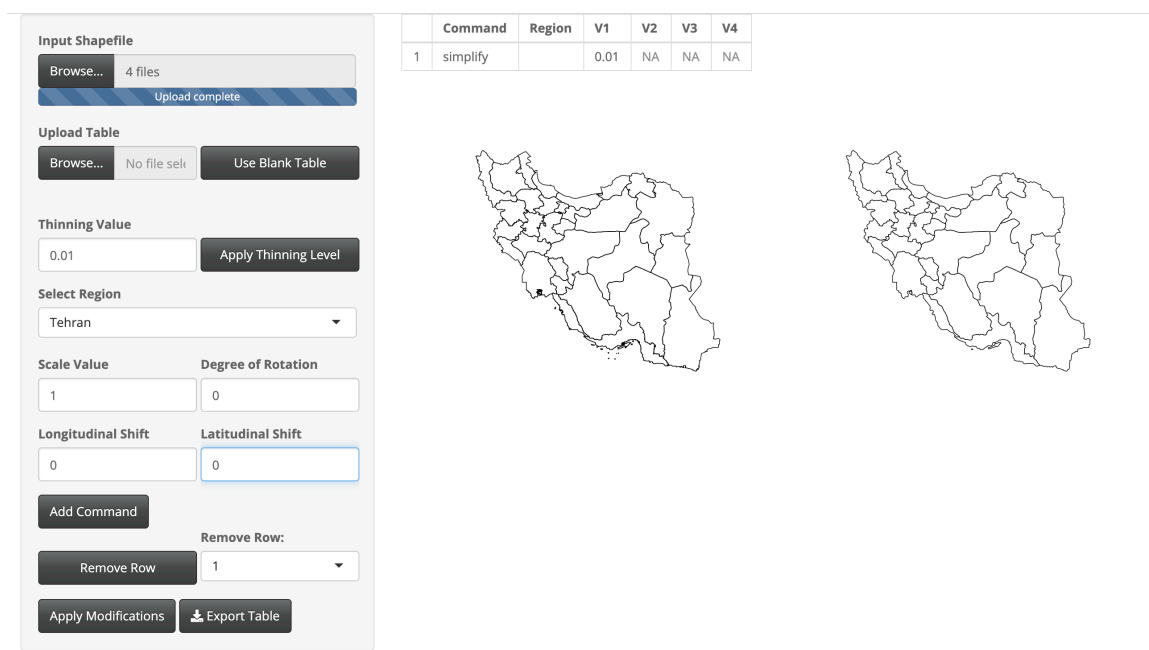 Input Shapefile
Browse... 4 files
Upload complete
Upload Table
Browse... No file sele Use Blank Table
Thinning Value
0.01 Apply Thinning Level
Select Region
Tehran
Scale Value Degree of Rotation
1 0
Longitudinal Shift Latitudinal Shift
0 0
Add Command
Remove Row:
Remove Row 1
Apply Modifications Export Table
Command Region V1 V2 V3 V4
1 simplify 0.01 NA NA NA